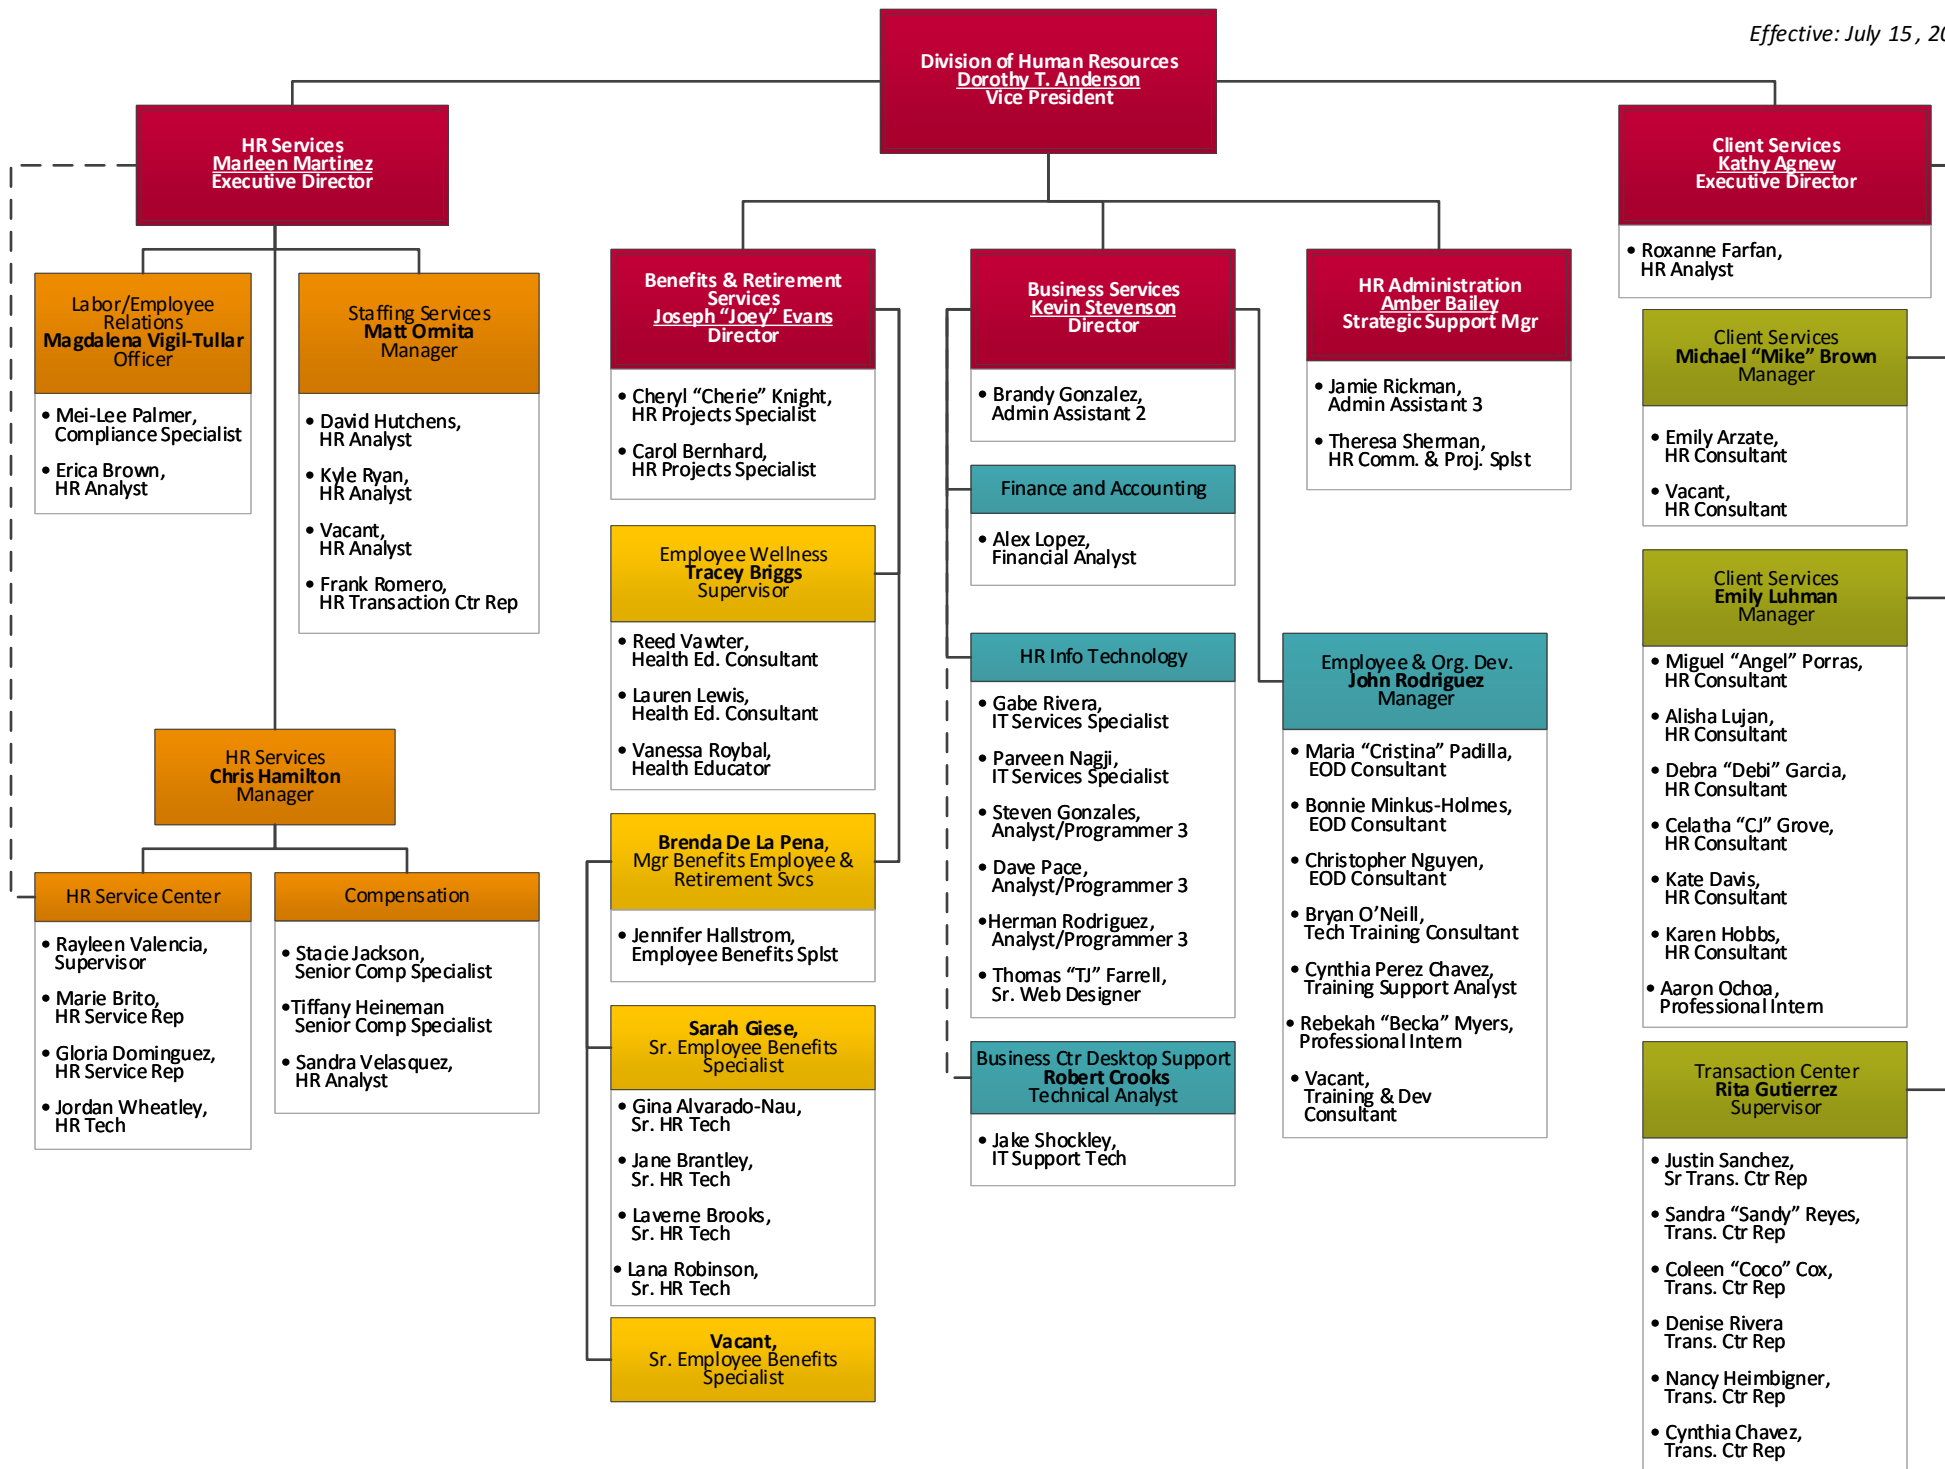 Effective: July 15, 20
Division of Human Resources
Dorothy T. Anderson
Vice President
HR Services
Marleen Martinez
Executive Director
Client Services
Kathy Agnew
Executive Director
• Roxanne Farfan,
HR Analyst
Labor/Employee
Relations
Magdalena Vigil-Tullar
Officer
• Mei-Lee Palmer,
Compliance Specialist
• Erica Brown,
HR Analyst
Staffing Services
Matt Ormita
Manager
• David Hutchens,
HR Analyst
• Kyle Ryan,
HR Analyst
• Vacant,
HR Analyst
• Frank Romero,
HR Transaction Ctr Rep
HR Services
Chris Hamilton
Manager
HR Service Center
• Rayleen Valencia,
Supervisor
• Marie Brito,
HR Service Rep
• Gloria Dominguez,
HR Service Rep
• Jordan Wheatley,
HR Tech
Compensation
• Stacie Jackson,
Senior Comp Specialist
•Tiffany Heineman
Senior Comp Specialist
• Sandra Velasquez,
HR Analyst
Benefits & Retirement
Services
Joseph “Joey” Evans
Director
• Cheryl “Cherie” Knight,
HR Projects Specialist
• Carol Bernhard,
HR Projects Specialist
Employee Wellness
Tracey Briggs
Supervisor
• Reed Vawter,
Health Ed. Consultant
• Lauren Lewis,
Health Ed. Consultant
• Vanessa Roybal,
Health Educator
Brenda De La Pena,
Mgr Benefits Employee &
Retirement Svcs
• Jennifer Hallstrom,
Employee Benefits Splst
Sarah Giese,
Sr. Employee Benefits
Specialist
• Gina Alvarado-Nau,
Sr. HR Tech
• Jane Brantley,
Sr. HR Tech
• Laverne Brooks,
Sr. HR Tech
• Lana Robinson,
Sr. HR Tech
Vacant,
Sr. Employee Benefits
Specialist
Business Services
Kevin Stevenson
Director
• Brandy Gonzalez,
Admin Assistant 2
Finance and Accounting
• Alex Lopez,
Financial Analyst
HR Info Technology
• Gabe Rivera,
IT Services Specialist
• Parveen Nagji,
IT Services Specialist
• Steven Gonzales,
Analyst/Programmer 3
• Dave Pace,
Analyst/Programmer 3
•Herman Rodriguez,
Analyst/Programmer 3
• Thomas “TJ” Farrell,
Sr. Web Designer
Business Ctr Desktop Support
Robert Crooks
Technical Analyst
• Jake Shockley,
IT Support Tech
HR Administration
Amber Bailey
Strategic Support Mgr
• Jamie Rickman,
Admin Assistant 3
• Theresa Sherman,
HR Comm. & Proj. Splst
Employee & Org. Dev.
John Rodriguez
Manager
• Maria “Cristina” Padilla,
EOD Consultant
• Bonnie Minkus-Holmes,
EOD Consultant
• Christopher Nguyen,
EOD Consultant
• Bryan O’Neill,
Tech Training Consultant
• Cynthia Perez Chavez,
Training Support Analyst
• Rebekah “Becka” Myers,
Professional Intern
• Vacant,
Training & Dev
Consultant
Client Services
Michael “Mike” Brown
Manager
• Emily Arzate,
HR Consultant
• Vacant,
HR Consultant
Client Services
Emily Luhman
Manager
• Miguel “Angel” Porras,
HR Consultant
• Alisha Lujan,
HR Consultant
• Debra “Debi” Garcia,
HR Consultant
• Celatha “CJ” Grove,
HR Consultant
• Kate Davis,
HR Consultant
• Karen Hobbs,
HR Consultant
• Aaron Ochoa,
Professional Intern
Transaction Center
Rita Gutierrez
Supervisor
• Justin Sanchez,
Sr Trans. Ctr Rep
• Sandra “Sandy” Reyes,
Trans. Ctr Rep
• Coleen “Coco” Cox,
Trans. Ctr Rep
• Denise Rivera
Trans. Ctr Rep
• Nancy Heimbigner,
Trans. Ctr Rep
• Cynthia Chavez,
Trans. Ctr Rep